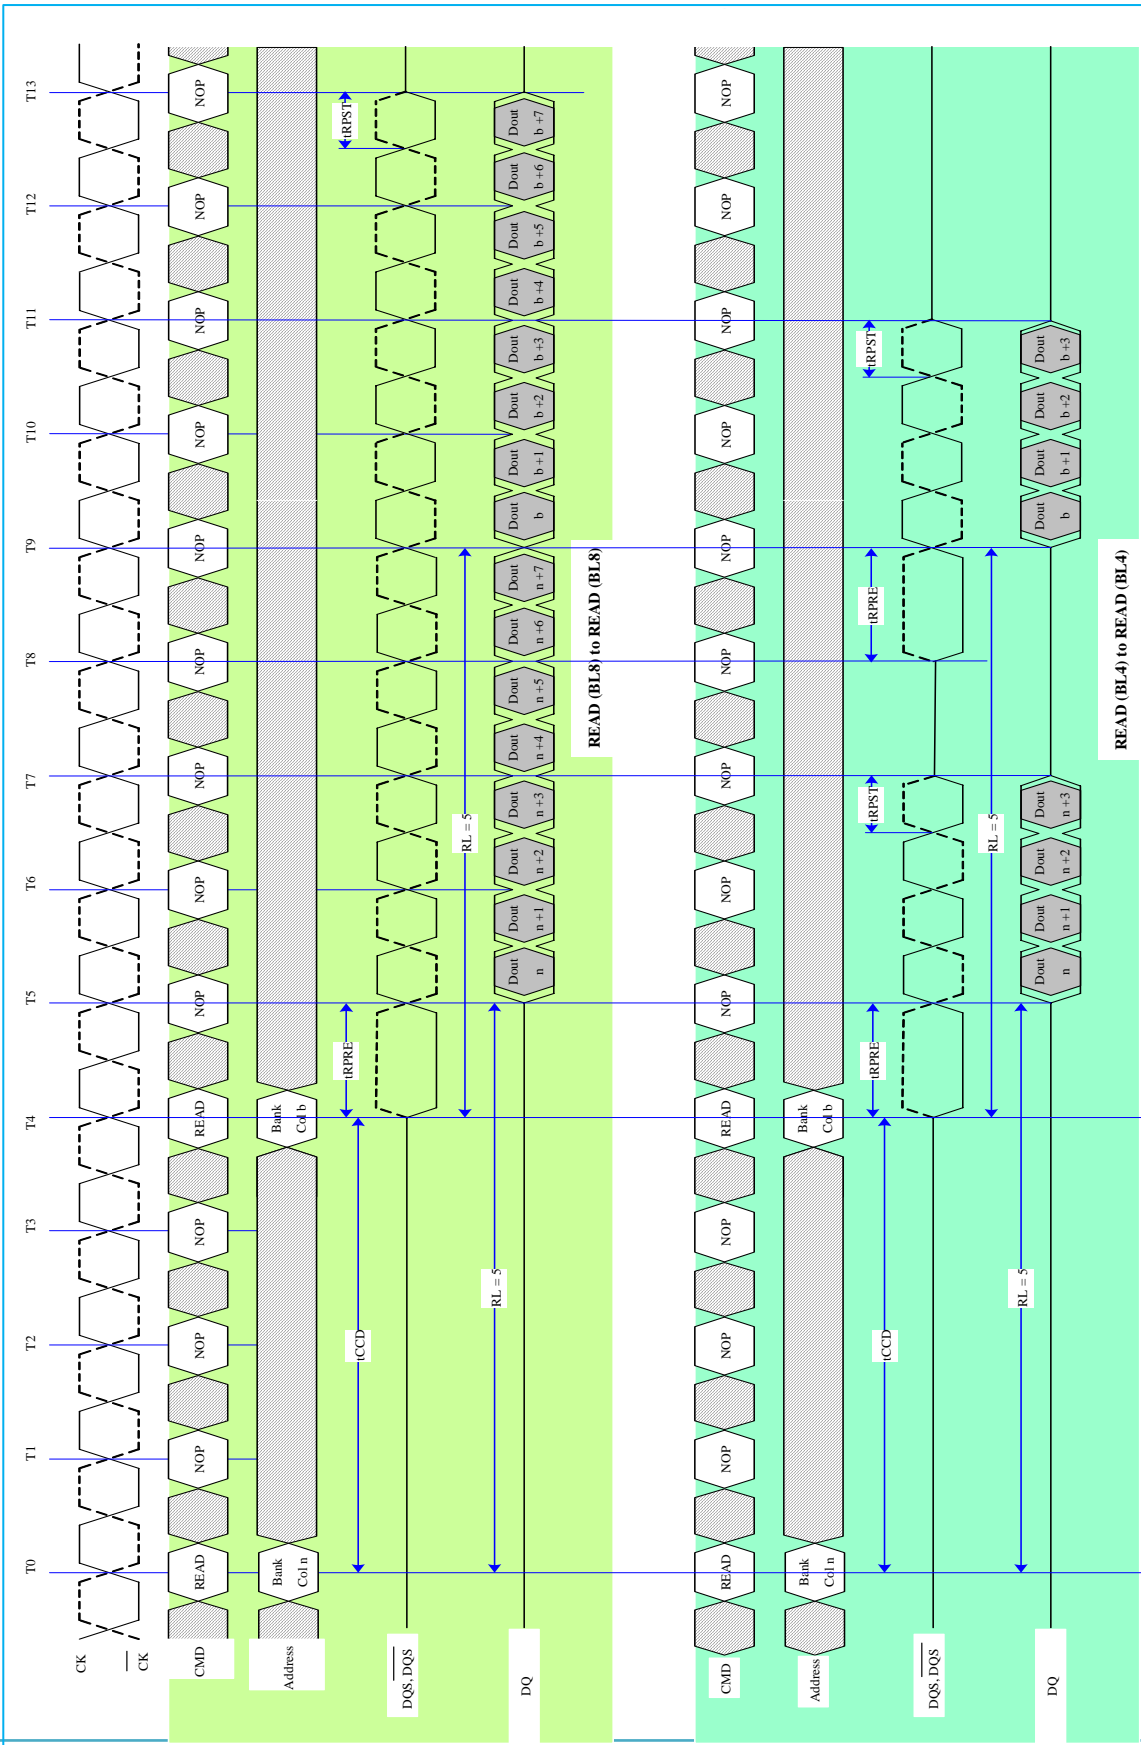 T0 T1 T2 T3 T4 T5 T6 T7 T8 T9 T10 T11 T12 T13
CK
CK
CMD READ NOP NOP NOP READ NOP NOP NOP NOP NOP NOP NOP NOP NOP
Address Bank Col n Bank Col b
tCCD tRPRE tRPST
DQS, DQS
RL = 5
RL = 5
DQ Dout n Dout n +1 Dout n +2 Dout n +3 Dout n +4 Dout n +5 Dout n +6 Dout n +7 Dout b Dout b +1 Dout b +2 Dout b +3 Dout b +4 Dout b +5 Dout b +6 Dout b +7
READ (BL8) to READ (BL8)
CMD READ NOP NOP NOP READ NOP NOP NOP NOP NOP NOP NOP NOP NOP
Address Bank Col n Bank Col b
tCCD tRPRE tRPST tRPRE tRPST
DQS, DQS
RL = 5
RL = 5
DQ Dout n Dout n +1 Dout n +2 Dout n +3 Dout b Dout b +1 Dout b +2 Dout b +3
READ (BL4) to READ (BL4)